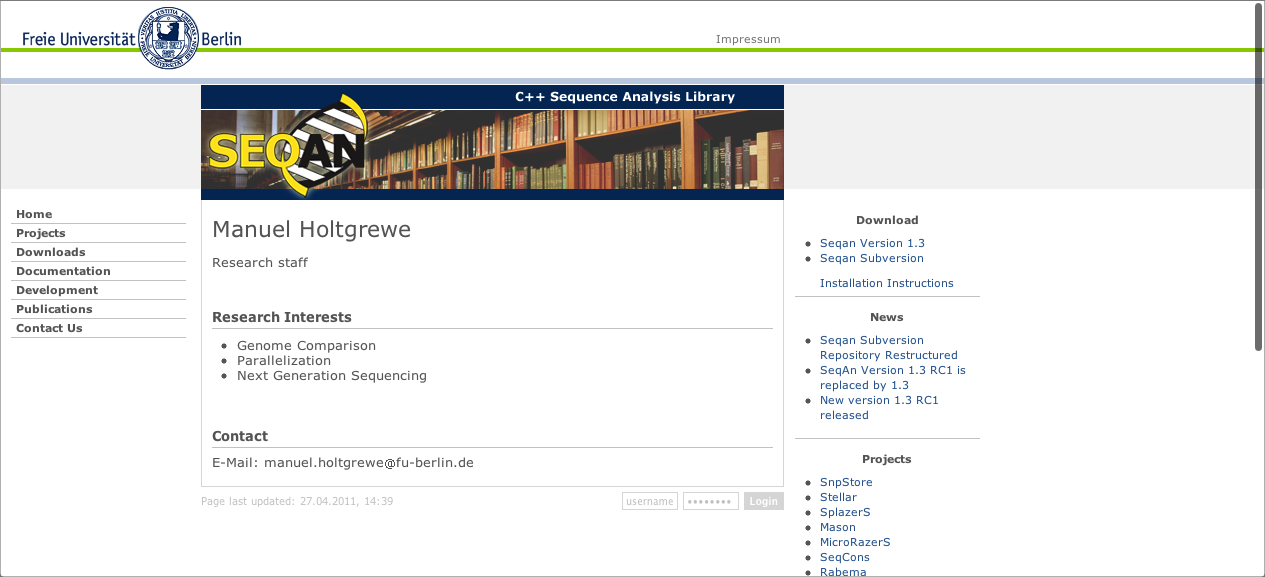 Freie Universität Berlin
Impressum
C++ Sequence Analysis Library
SEQAN
Home
Projects
Downloads
Documentation
Development
Publications
Contact Us
Manuel Holtgrewe
Research staff
Research Interests
Genome Comparison
Parallelization
Next Generation Sequencing
Contact
E-Mail: manuel.holtgrewe@fu-berlin.de
Page last updated: 27.04.2011, 14:39
username
••••••••
Login
Download
Seqan Version 1.3
Seqan Subversion
Installation Instructions
News
Seqan Subversion
Repository Restructured
SeqAn Version 1.3 RC1 is
replaced by 1.3
New version 1.3 RC1
released
Projects
SnpStore
Stellar
SplazerS
Mason
MicroRazerS
SeqCons
Rabema